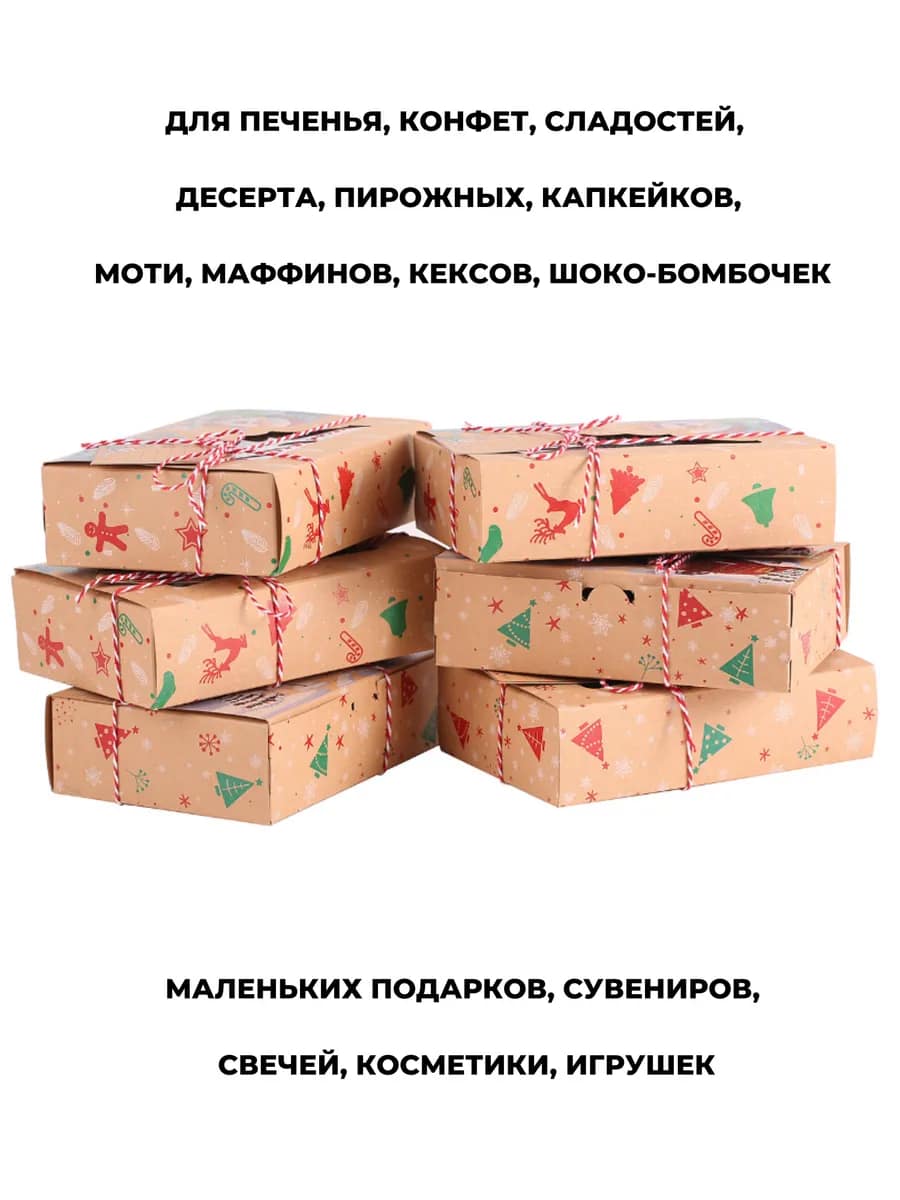 ДЛЯ ПЕЧЕНЬЯ, КОНФЕТ, СЛАДОСТЕЙ,
ДЕСЕРТА, ПИРОЖНЫХ, КАПКЕЙКОВ,
МОТИ, МАФФИНОВ, КЕКСОВ, ШОКО-БОМБОЧЕК
МАЛЕНЬКИХ ПОДАРКОВ, СУВЕНИРОВ,
СВЕЧЕЙ, КОСМЕТИКИ, ИГРУШЕК